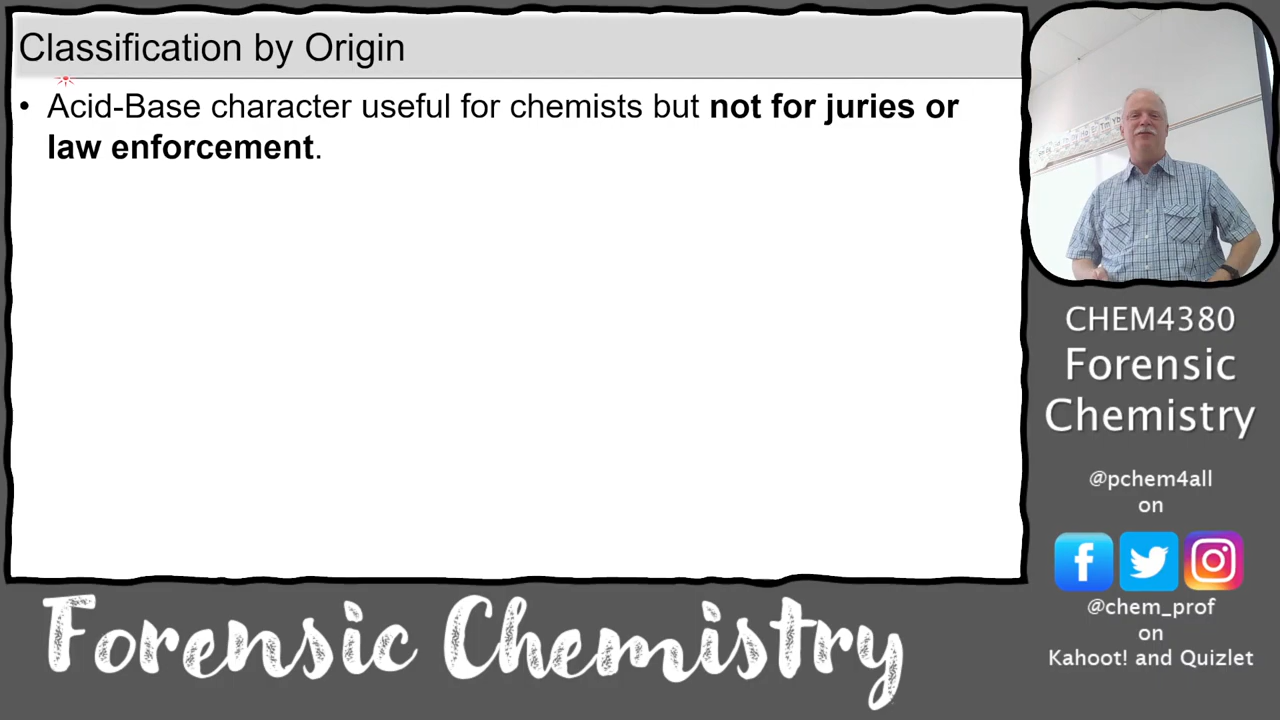 Classification by Origin
• Acid-Base character useful for chemists but not for juries or
law enforcement.
CHEM4380
Forensic
Chemistry
@pchem4all
on
@chem_prof
on
Kahoot! and Quizlet
Forensic Chemistry